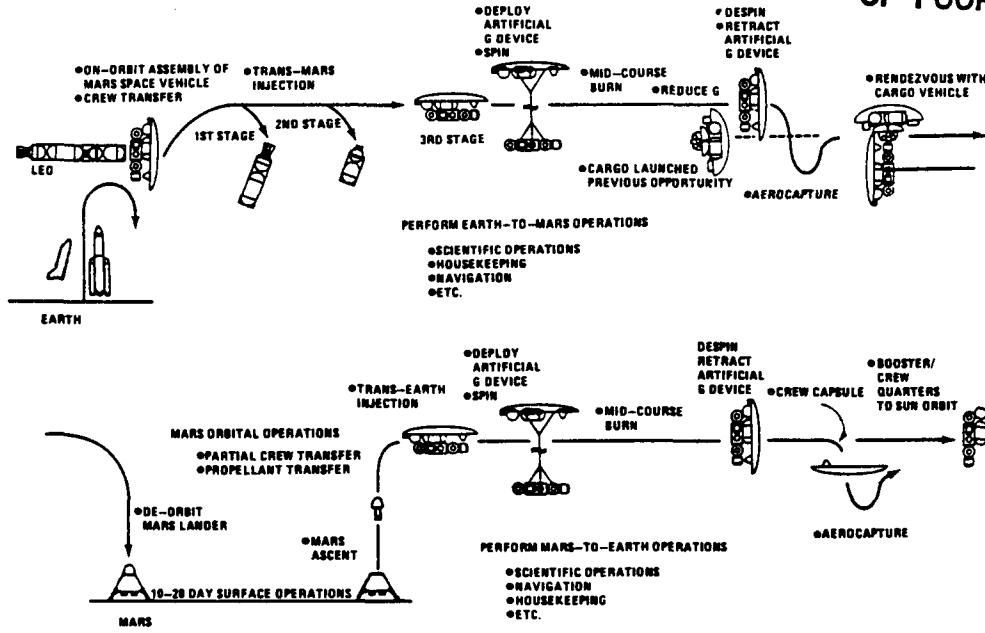 OF POOR
●DEPLOY
ARTIFICIAL
G DEVICE
●SPIN
●DESPIN
●RETRACT
ARTIFICIAL
G DEVICE
●ON-ORBIT ASSEMBLY OF
MARS SPACE VEHICLE
●CREW TRANSFER
●TRANS-MARS
INJECTION
●MID-COURSE
BURN
●REDUCE G
●RENDEZVOUS WITH
CARGO VEHICLE
1ST STAGE
2ND STAGE
3RD STAGE
LEO
●CARGO LAUNCHED
PREVIOUS OPPORTUNITY
●AEROCAPTURE
PERFORM EARTH-TO-MARS OPERATIONS
●SCIENTIFIC OPERATIONS
●HOUSEKEEPING
●NAVIGATION
●ETC.
EARTH
●DEPLOY
ARTIFICIAL
G DEVICE
●SPIN
DESPIN
RETRACT
ARTIFICIAL
G DEVICE
●BOOSTER/
CREW
QUARTERS
TO SUN ORBIT
●TRANS-EARTH
INJECTION
●CREW CAPSULE
●MID-COURSE
BURN
MARS ORBITAL OPERATIONS
●PARTIAL CREW TRANSFER
●PROPELLANT TRANSFER
●DE-ORBIT
MARS LANDER
●MARS
ASCENT
●AEROCAPTURE
PERFORM MARS-TO-EARTH OPERATIONS
●SCIENTIFIC OPERATIONS
●NAVIGATION
●HOUSEKEEPING
●ETC.
10-20 DAY SURFACE OPERATIONS
MARS